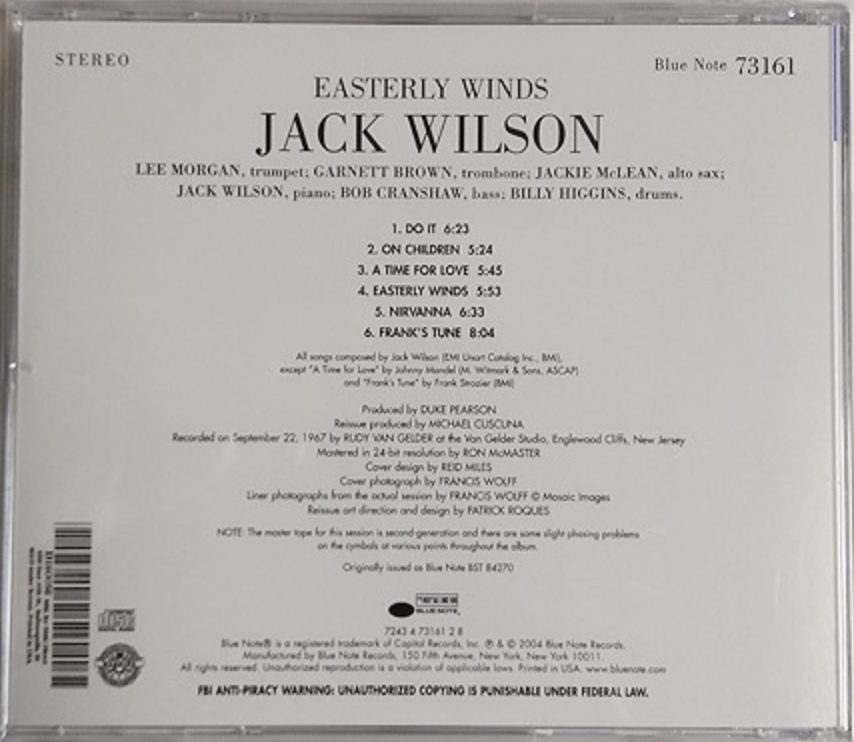 STEREO
Blue Note 73161
EASTERLY WINDS
JACK WILSON
LEE MORGAN, trumpet; GARNETT BROWN, trombone; JACKIE McLEAN, alto sax;
JACK WILSON, piano; BOB CRANSHAW, bass; BILLY HIGGINS, drums.
1. DO IT 6:23
2. ON CHILDREN 5:24
3. A TIME FOR LOVE 5:45
4. EASTERLY WINDS 5:53
5. NIRVANNA 6:33
6. FRANK'S TUNE 8:04
All songs composed by Jack Wilson (EMI Unart Catalog Inc., BMI),
except "A Time for Love" by Johnny Mandel (M. Witmark & Sons, ASCAP)
and "Frank's Tune" by Frank Strozier (BMI)
Produced by DUKE PEARSON
Reissue produced by MICHAEL CUSCUNA
Recorded on September 22, 1967 by RUDY VAN GELDER at the Van Gelder Studio, Englewood Cliffs, New Jersey
Mastered in 24-bit resolution by RON McMASTER
Cover design by REID MILES
Cover photograph by FRANCIS WOLFF
Liner photographs from the actual session by FRANCIS WOLFF © Mosaic Images
Reissue art direction and design by PATRICK ROQUES
NOTE: The master tape for this session is second-generation and there are some slight phasing problems
on the cymbals at various points throughout the album.
Originally issued as Blue Note BST 84270
BLUE NOTE
7243 4 73161 2 8
Blue Note® is a registered trademark of Capitol Records, Inc. ℗ & © 2004 Blue Note Records.
Manufactured by Blue Note Records, 150 Fifth Avenue, New York, New York 10011.
All rights reserved. Unauthorized reproduction is a violation of applicable laws. Printed in USA. www.bluenote.com
FBI ANTI-PIRACY WARNING: UNAUTHORIZED COPYING IS PUNISHABLE UNDER FEDERAL LAW.